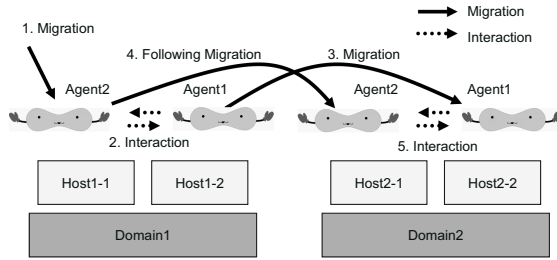 1. Migration
Migration
Interaction
4. Following Migration
3. Migration
Agent2
Agent1
Agent2
Agent1
2. Interaction
5. Interaction
Host1-1
Host1-2
Host2-1
Host2-2
Domain1
Domain2